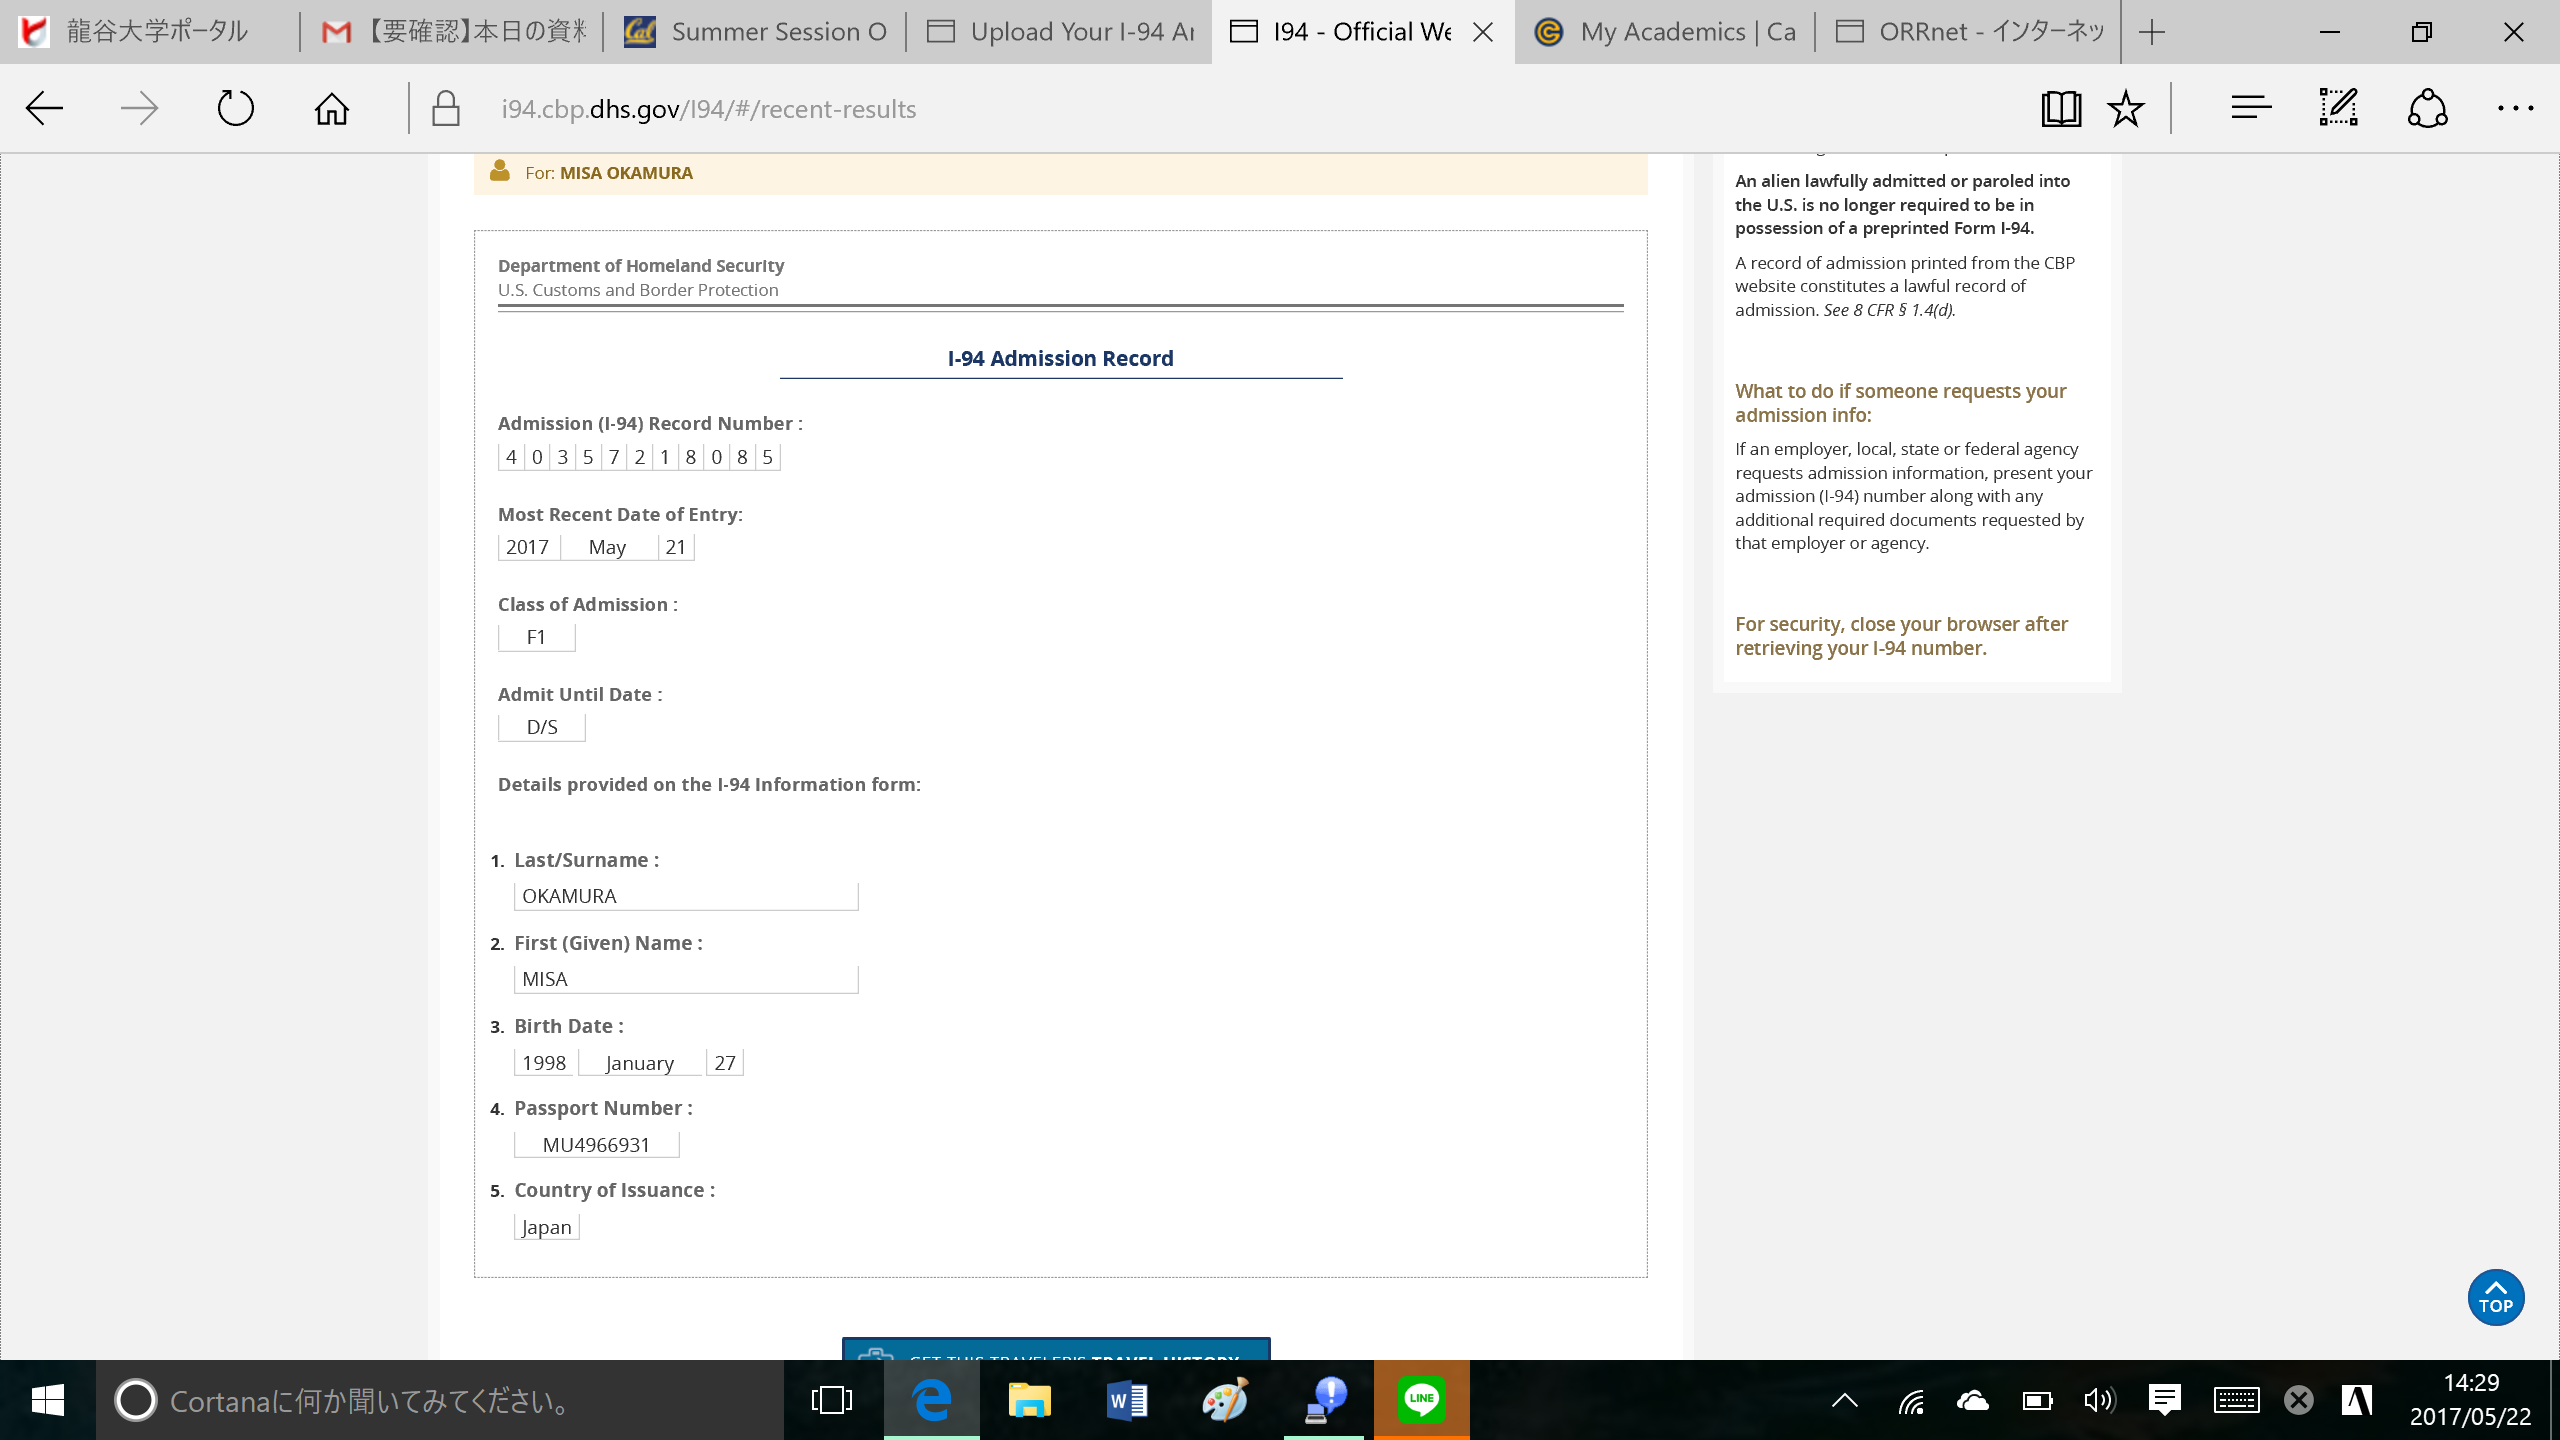 龍谷大学ポータル
【要確認】本日の資料
Summer Session O
Upload Your I-94 Ar
I94 - Official We
My Academics | Ca
ORRnet - インターネッ
i94.cbp.dhs.gov/I94/#/recent-results
For: MISA OKAMURA
Department of Homeland Security
U.S. Customs and Border Protection
I-94 Admission Record
Admission (I-94) Record Number :
4 0 3 5 7 2 1 8 0 8 5
Most Recent Date of Entry:
2017 May 21
Class of Admission :
F1
Admit Until Date :
D/S
Details provided on the I-94 Information form:
1. Last/Surname :
OKAMURA
2. First (Given) Name :
MISA
3. Birth Date :
1998 January 27
4. Passport Number :
MU4966931
5. Country of Issuance :
Japan
GET THIS TRAVELER'S TRAVEL HISTORY
An alien lawfully admitted or paroled into
the U.S. is no longer required to be in
possession of a preprinted Form I-94.
A record of admission printed from the CBP
website constitutes a lawful record of
admission. See 8 CFR § 1.4(d).
What to do if someone requests your
admission info:
If an employer, local, state or federal agency
requests admission information, present your
admission (I-94) number along with any
additional required documents requested by
that employer or agency.
For security, close your browser after
retrieving your I-94 number.
TOP
Cortanaに何か聞いてみてください。
LINE
14:29
2017/05/22